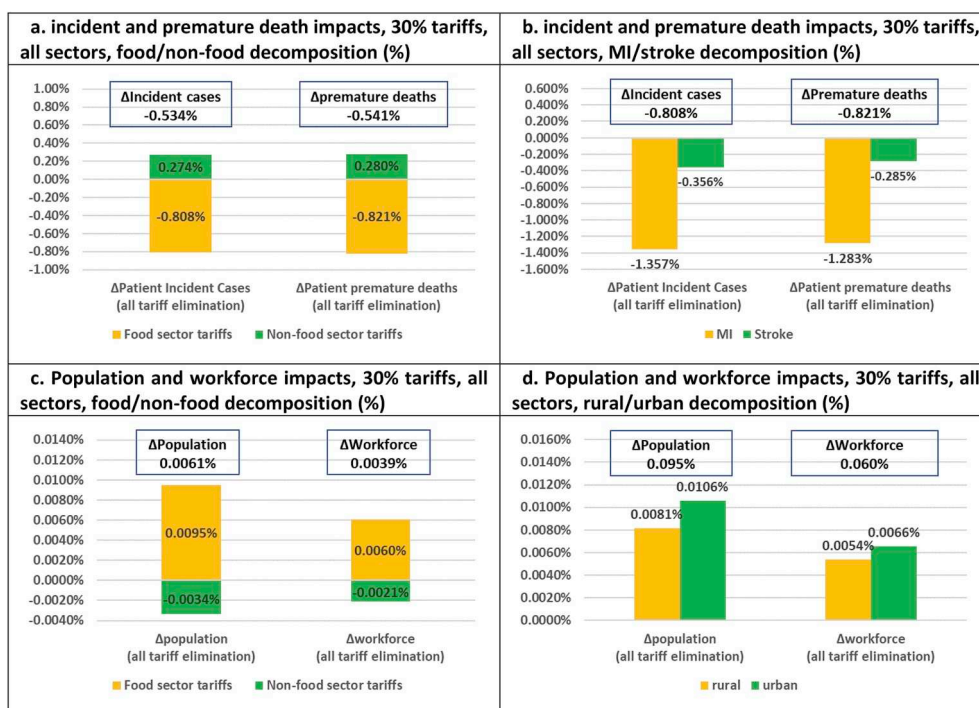 a. incident and premature death impacts, 30% tariffs,
all sectors, food/non-food decomposition (%)
1.00%
0.80%
0.60%
0.40%
0.20%
0.00%
-0.20%
-0.40%
-0.60%
-0.80%
-1.00%
ΔIncident cases
-0.534%
Δpremature deaths
-0.541%
0.274%
0.280%
-0.808%
-0.821%
ΔPatient Incident Cases
(all tariff elimination)
ΔPatient premature deaths
(all tariff elimination)
Food sector tariffs
Non-food sector tariffs
b. incident and premature death impacts, 30% tariffs,
all sectors, MI/stroke decomposition (%)
0.600%
0.400%
0.200%
0.000%
-0.200%
-0.400%
-0.600%
-0.800%
-1.000%
-1.200%
-1.400%
-1.600%
ΔIncident cases
-0.808%
ΔPremature deaths
-0.821%
-0.356%
-0.285%
-1.357%
-1.283%
ΔPatient Incident Cases
(all tariff elimination)
ΔPatient premature deaths
(all tariff elimination)
MI
Stroke
c. Population and workforce impacts, 30% tariffs, all
sectors, food/non-food decomposition (%)
0.0140%
0.0120%
0.0100%
0.0080%
0.0060%
0.0040%
0.0020%
0.0000%
-0.0020%
-0.0040%
ΔPopulation
0.0061%
ΔWorkforce
0.0039%
0.0095%
0.0060%
-0.0034%
-0.0021%
Δpopulation
(all tariff elimination)
Δworkforce
(all tariff elimination)
Food sector tariffs
Non-food sector tariffs
d. Population and workforce impacts, 30% tariffs, all
sectors, rural/urban decomposition (%)
0.0160%
0.0140%
0.0120%
0.0100%
0.0080%
0.0060%
0.0040%
0.0020%
0.0000%
ΔPopulation
0.095%
ΔWorkforce
0.060%
0.0081%
0.0106%
0.0054%
0.0066%
Δpopulation
(all tariff elimination)
Δworkforce
(all tariff elimination)
rural
urban